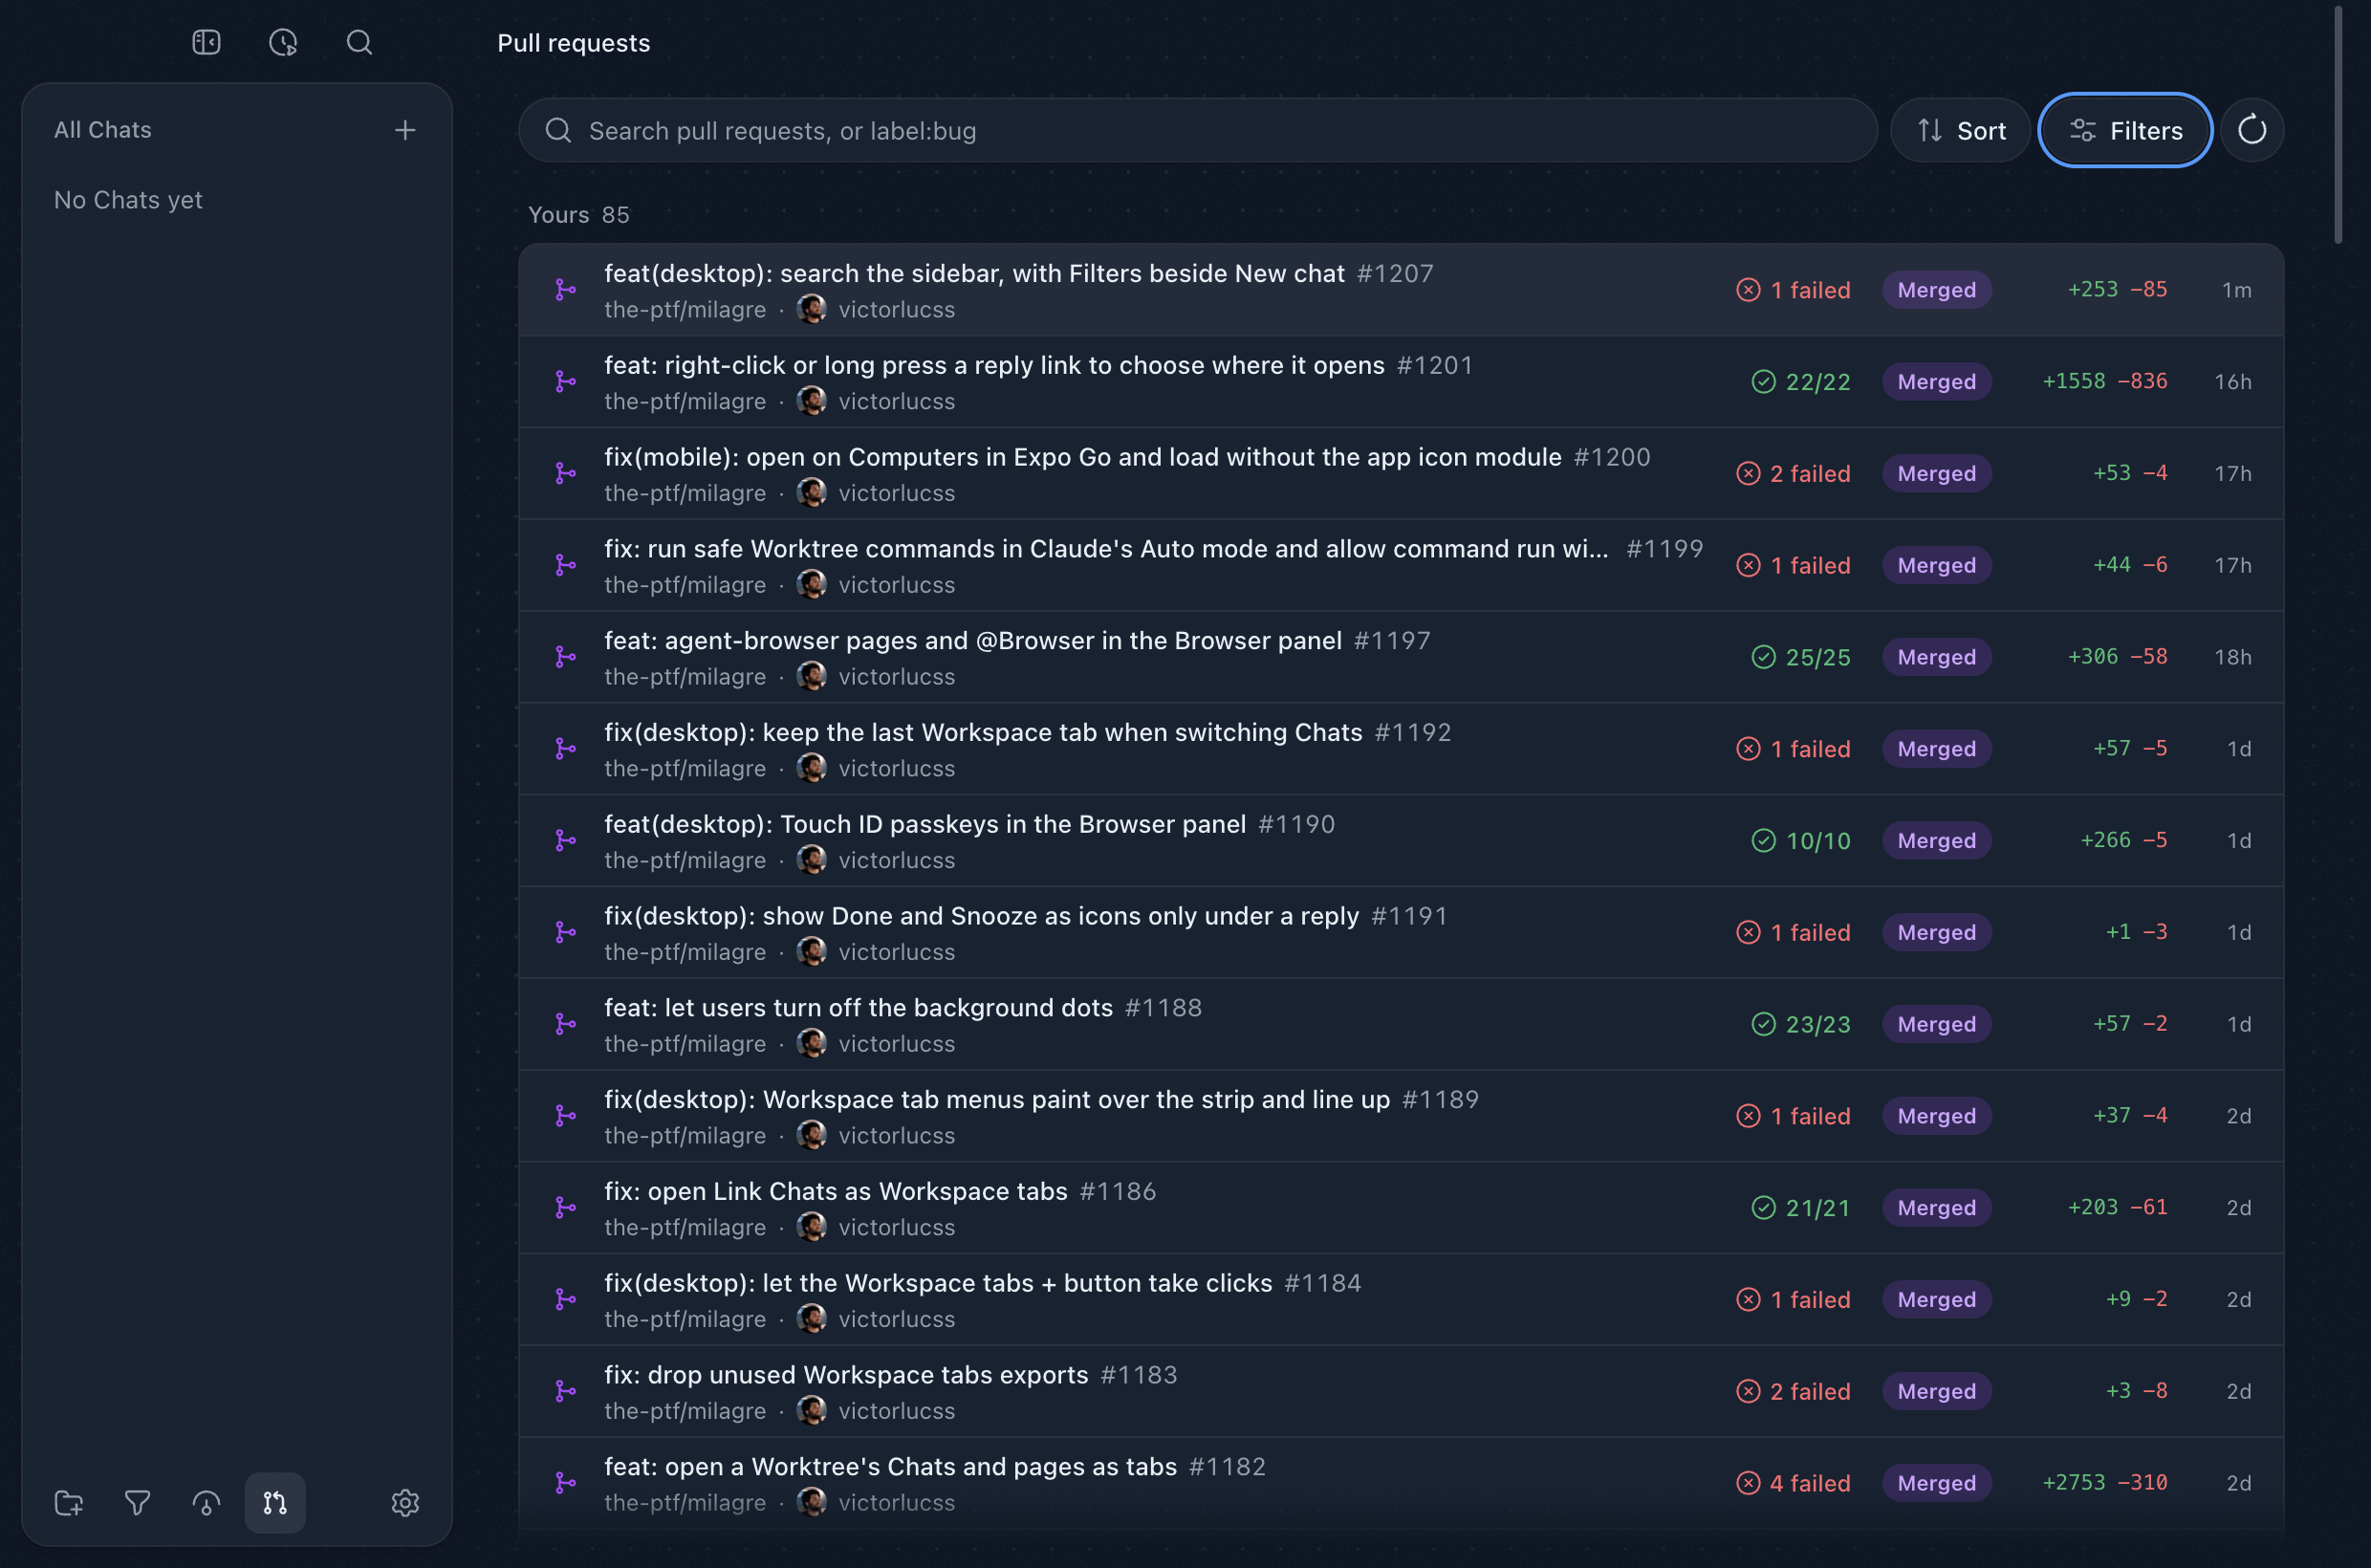 Pull requests
All Chats
No Chats yet
Search pull requests, or label:bug
Sort
Filters
Yours 85
feat(desktop): search the sidebar, with Filters beside New chat #1207
the-ptf/milagre · victorlucss
1 failed Merged +253 −85 1m
feat: right-click or long press a reply link to choose where it opens #1201
the-ptf/milagre · victorlucss
22/22 Merged +1558 −836 16h
fix(mobile): open on Computers in Expo Go and load without the app icon module #1200
the-ptf/milagre · victorlucss
2 failed Merged +53 −4 17h
fix: run safe Worktree commands in Claude's Auto mode and allow command run wi... #1199
the-ptf/milagre · victorlucss
1 failed Merged +44 −6 17h
feat: agent-browser pages and @Browser in the Browser panel #1197
the-ptf/milagre · victorlucss
25/25 Merged +306 −58 18h
fix(desktop): keep the last Workspace tab when switching Chats #1192
the-ptf/milagre · victorlucss
1 failed Merged +57 −5 1d
feat(desktop): Touch ID passkeys in the Browser panel #1190
the-ptf/milagre · victorlucss
10/10 Merged +266 −5 1d
fix(desktop): show Done and Snooze as icons only under a reply #1191
the-ptf/milagre · victorlucss
1 failed Merged +1 −3 1d
feat: let users turn off the background dots #1188
the-ptf/milagre · victorlucss
23/23 Merged +57 −2 1d
fix(desktop): Workspace tab menus paint over the strip and line up #1189
the-ptf/milagre · victorlucss
1 failed Merged +37 −4 2d
fix: open Link Chats as Workspace tabs #1186
the-ptf/milagre · victorlucss
21/21 Merged +203 −61 2d
fix(desktop): let the Workspace tabs + button take clicks #1184
the-ptf/milagre · victorlucss
1 failed Merged +9 −2 2d
fix: drop unused Workspace tabs exports #1183
the-ptf/milagre · victorlucss
2 failed Merged +3 −8 2d
feat: open a Worktree's Chats and pages as tabs #1182
the-ptf/milagre · victorlucss
4 failed Merged +2753 −310 2d